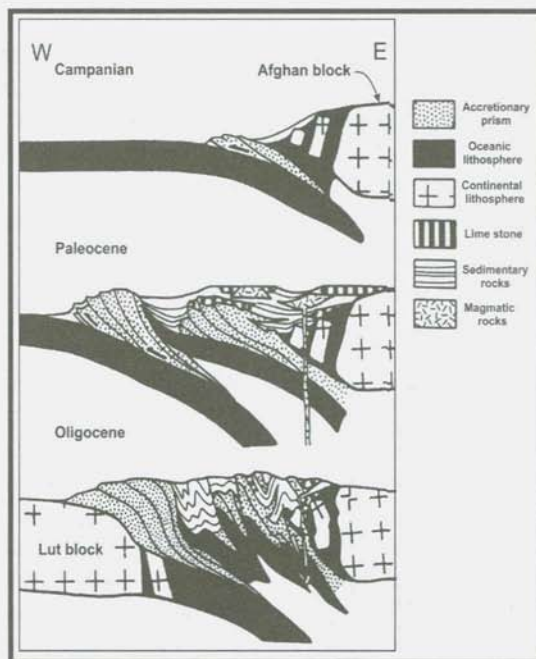 W
E
Campanian
Afghan block
Paleocene
Oligocene
Lut block
Accretionary
prism
Oceanic
lithosphere
Continental
lithosphere
Lime stone
Sedimentary
rocks
Magmatic
rocks